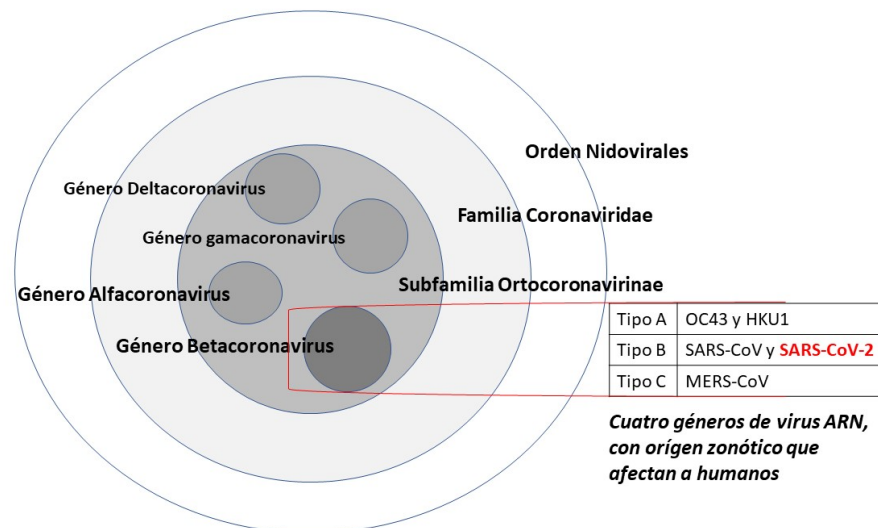 Orden Nidovirales
Género Deltacoronavirus
Familia Coronaviridae
Género gamacoronavirus
Subfamilia Ortocoronavirinae
Género Alfacoronavirus
Género Betacoronavirus
Tipo A OC43 y HKU1
Tipo B SARS-CoV y SARS-CoV-2
Tipo C MERS-CoV
Cuatro géneros de virus ARN,
con orígen zonótico que
afectan a humanos